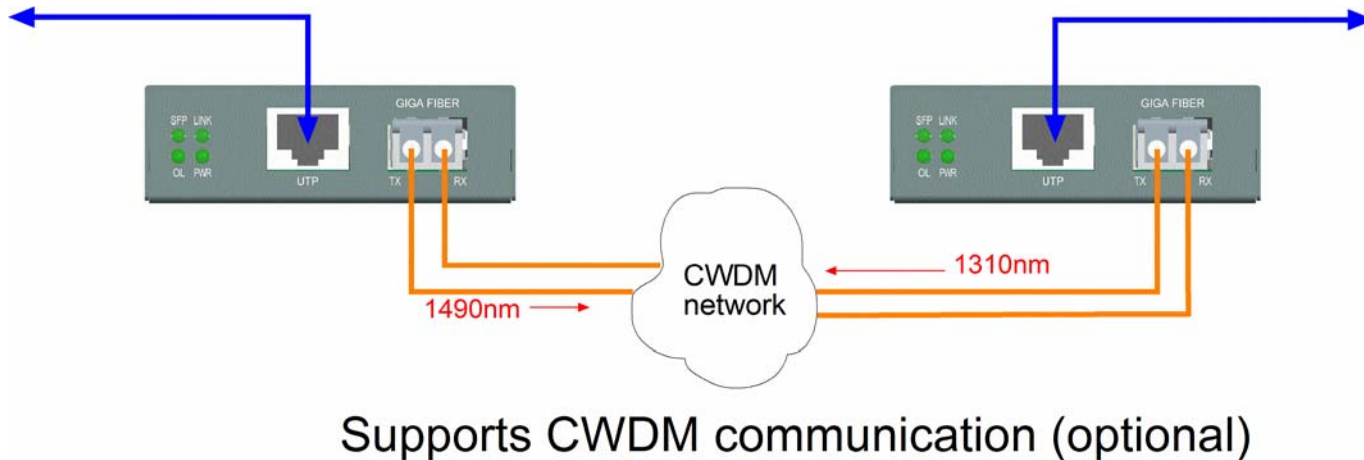 GIGA FIBER
SFP LINK
OL PWR
UTP
TX RX
GIGA FIBER
SFP LINK
OL PWR
UTP
TX RX
CWDM
network
1490nm
1310nm
Supports CWDM communication (optional)